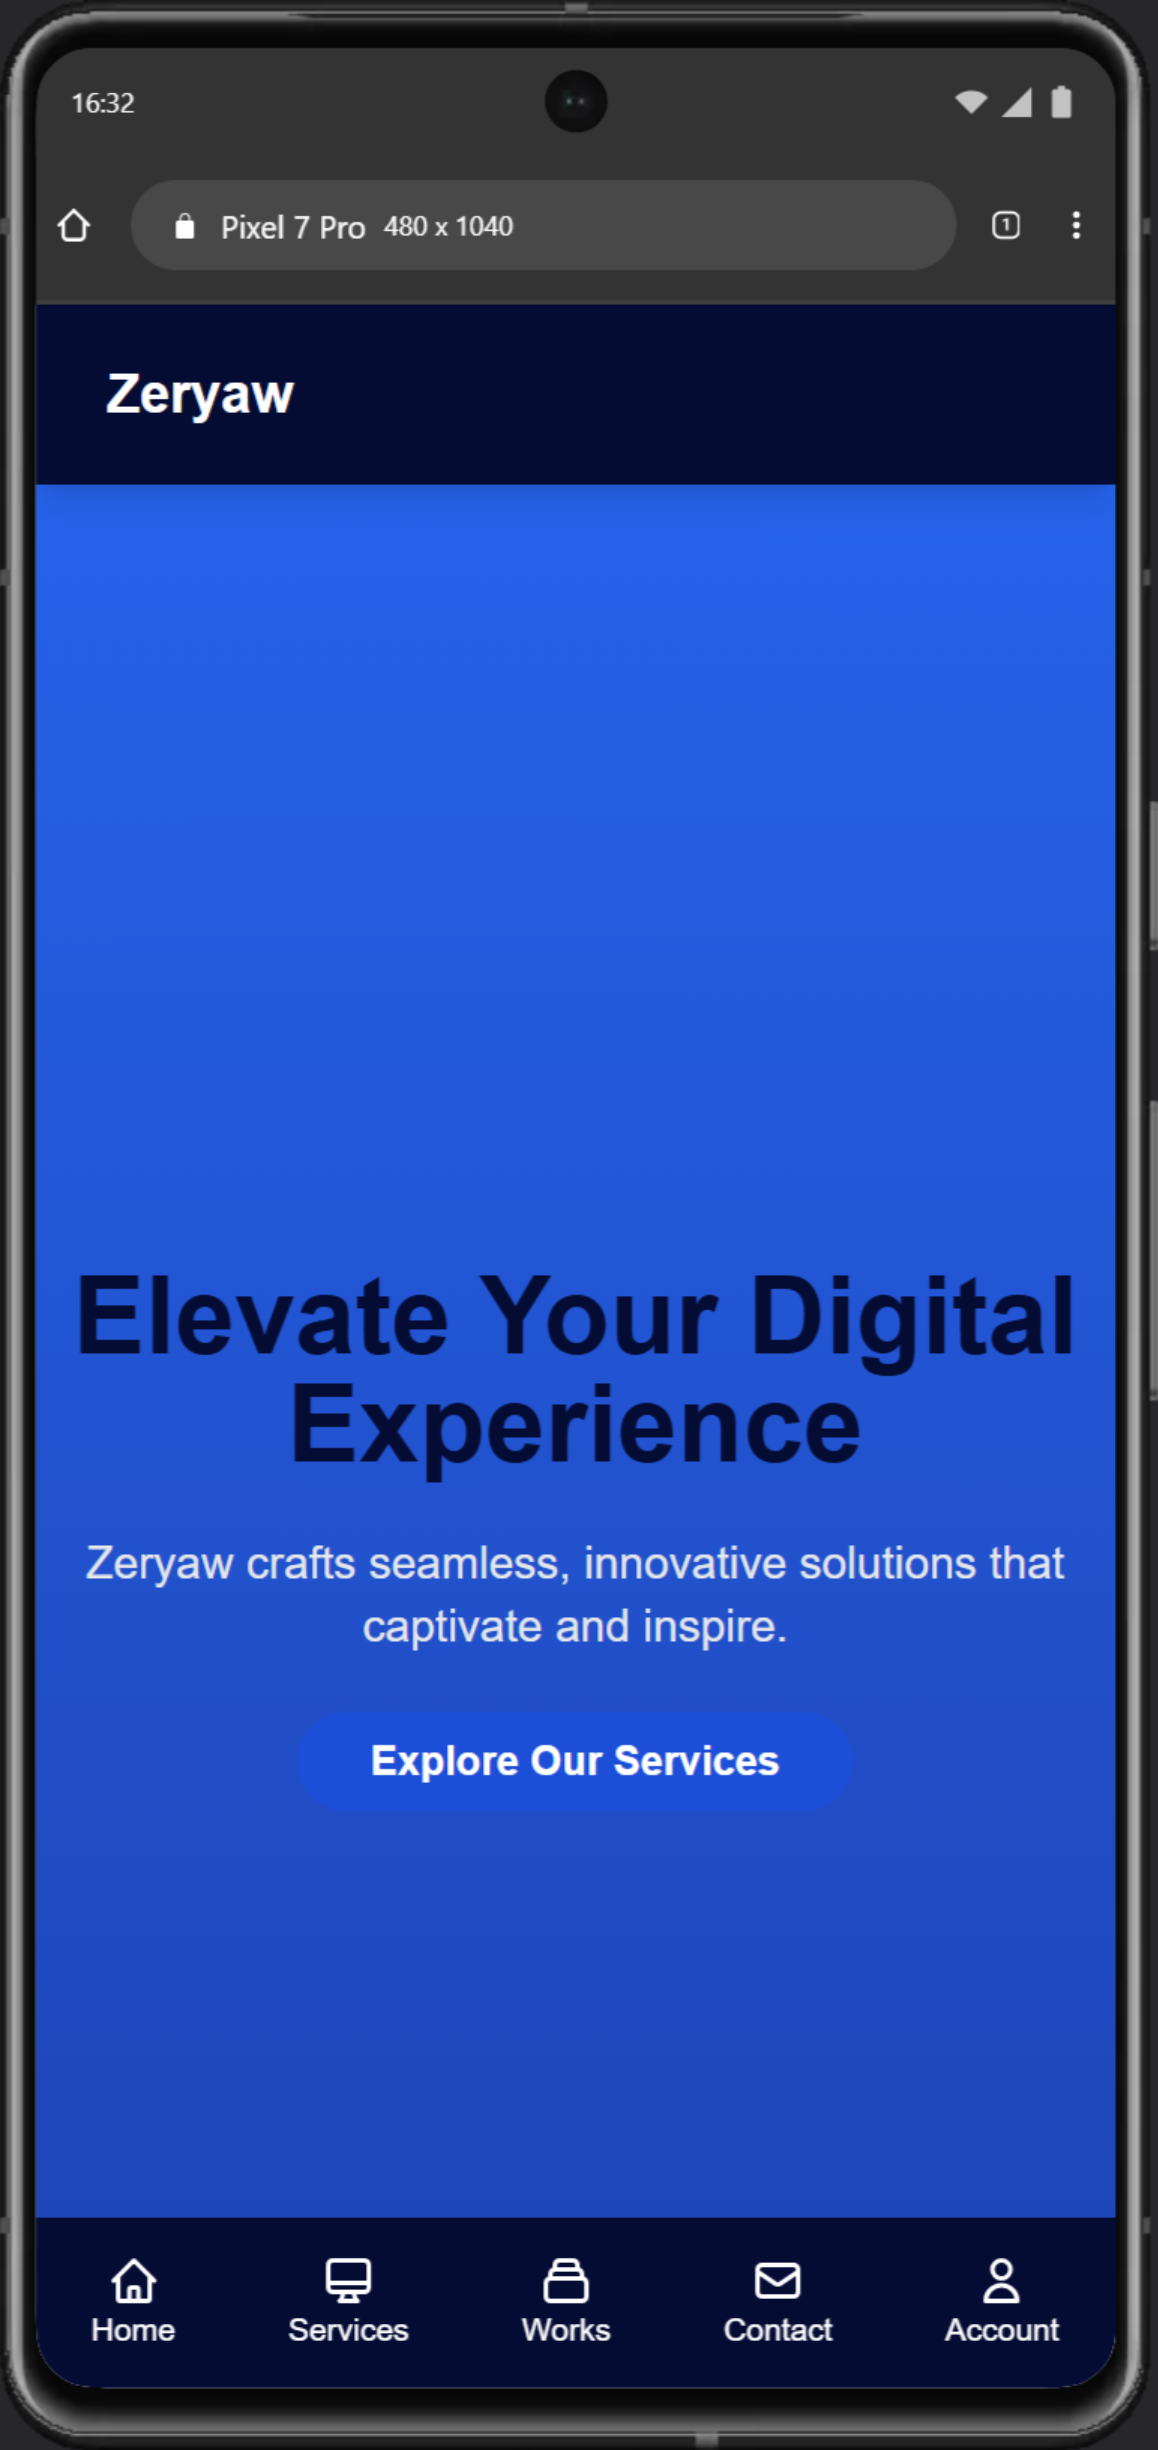 16:32
Pixel 7 Pro 480 x 1040
1
Zeryaw
Elevate Your Digital
Experience
Zeryaw crafts seamless, innovative solutions that
captivate and inspire.
Explore Our Services
Home Services Works Contact Account